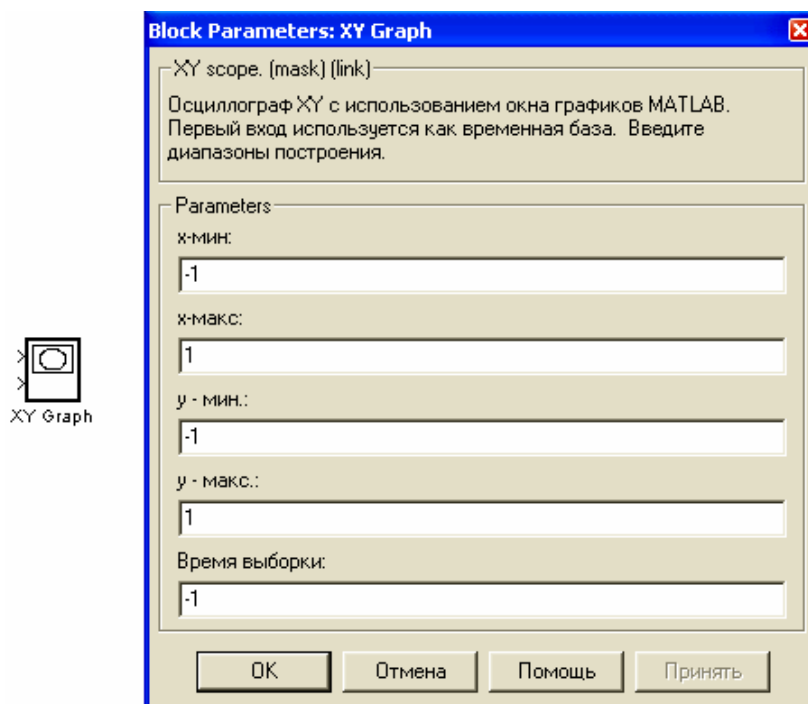 Block Parameters: XY Graph
XY scope. (mask) (link)
Осциллограф XY с использованием окна графиков MATLAB.
Первый вход используется как временная база. Введите
диапазоны построения.
Parameters
х-мин:
-1
х-макс:
1
у - мин.:
-1
у - макс.:
1
Время выборки:
-1
OK
Отмена
Помощь
Принять
XY Graph